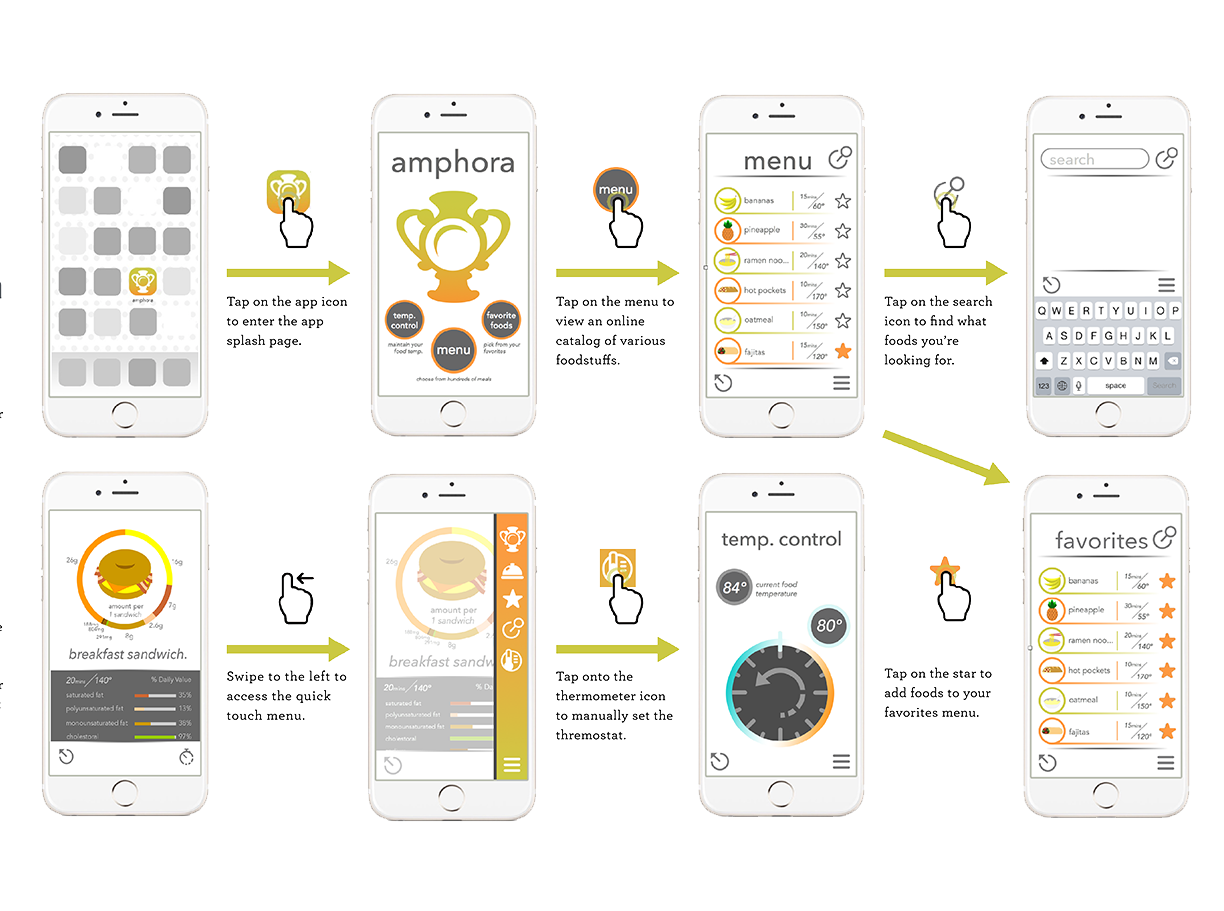 amphora
Tap on the app icon
to enter the app
splash page.
amphora
temp.
control
maintain your
food temp.
favorite
foods
pick from your
favorites
menu
choose from hundreds of meals
menu
Tap on the menu to
view an online
catalog of various
foodstuffs.
menu
bananas 15mins/60°
pineapple 30mins/55°
ramen noo... 20mins/140°
hot pockets 10mins/170°
oatmeal 10mins/150°
fajitas 15mins/120°
Tap on the search
icon to find what
foods you're
looking for.
search
Q W E R T Y U I O P
A S D F G H J K L
Z X C V B N M
123 space Search
26g
16g
7g
2.6g
8g
amount per
1 sandwich
breakfast sandwich.
20mins/140° % Daily Value
saturated fat 35%
polyunsaturated fat 13%
monounsaturated fat 38%
cholestoral 92%
Swipe to the left to
access the quick
touch menu.
26g
8g
amount per
1 sandwich
breakfast sandw
20mins/140° % Da
saturated fat
polyunsaturated fat
monounsaturated fat
cholestoral
Tap onto the
thermometer icon
to manually set the
thremostat.
temp. control
84°
current food
temperature
80°
Tap on the star to
add foods to your
favorites menu.
favorites
bananas 15mins/60°
pineapple 30mins/55°
ramen noo... 20mins/140°
hot pockets 10mins/170°
oatmeal 10mins/150°
fajitas 15mins/120°